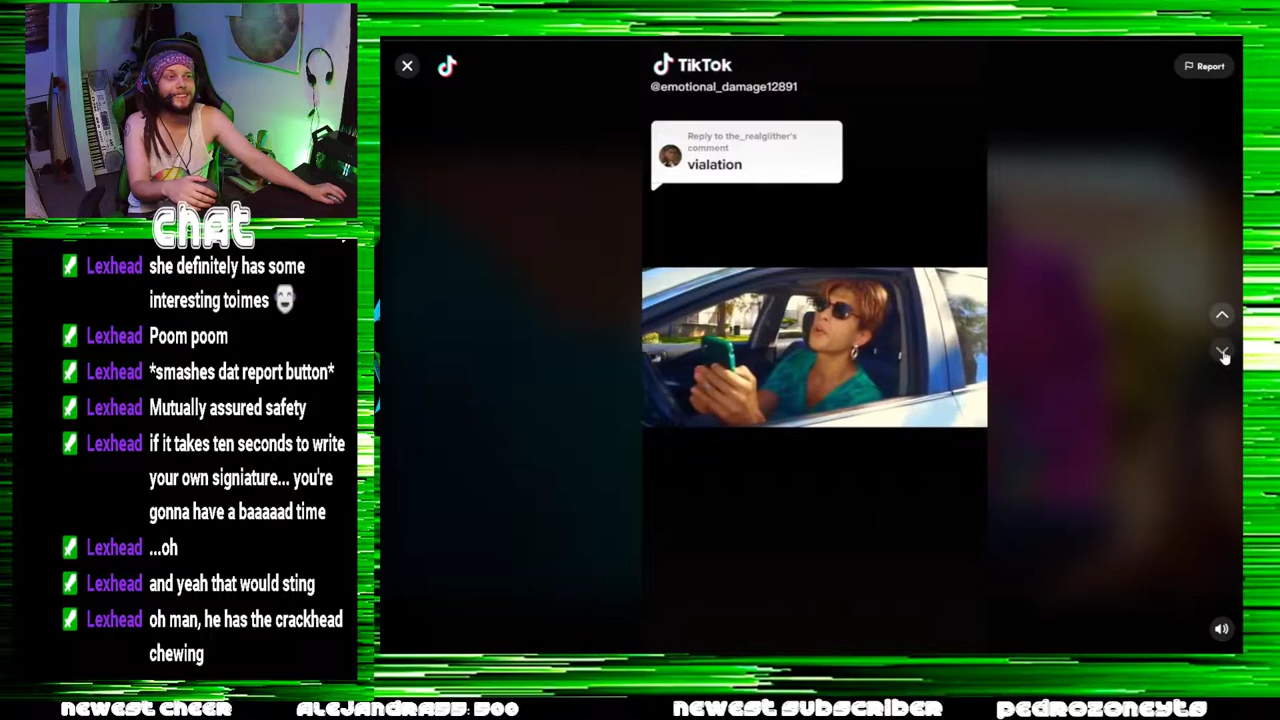 chat
Lexhead she definitely has some
interesting toimes
Lexhead Poom poom
Lexhead *smashes dat report button*
Lexhead Mutually assured safety
Lexhead if it takes ten seconds to write
your own signiature... you're
gonna have a baaaaad time
Lexhead ...oh
Lexhead and yeah that would sting
Lexhead oh man, he has the crackhead
chewing
TikTok
@emotional_damage12891
Report
Reply to the_realglither's
comment
vialation
NEWEST CHEER ALEJANDRA55: 500 NEWEST SUBSCRIBER PEDROZONEYTG